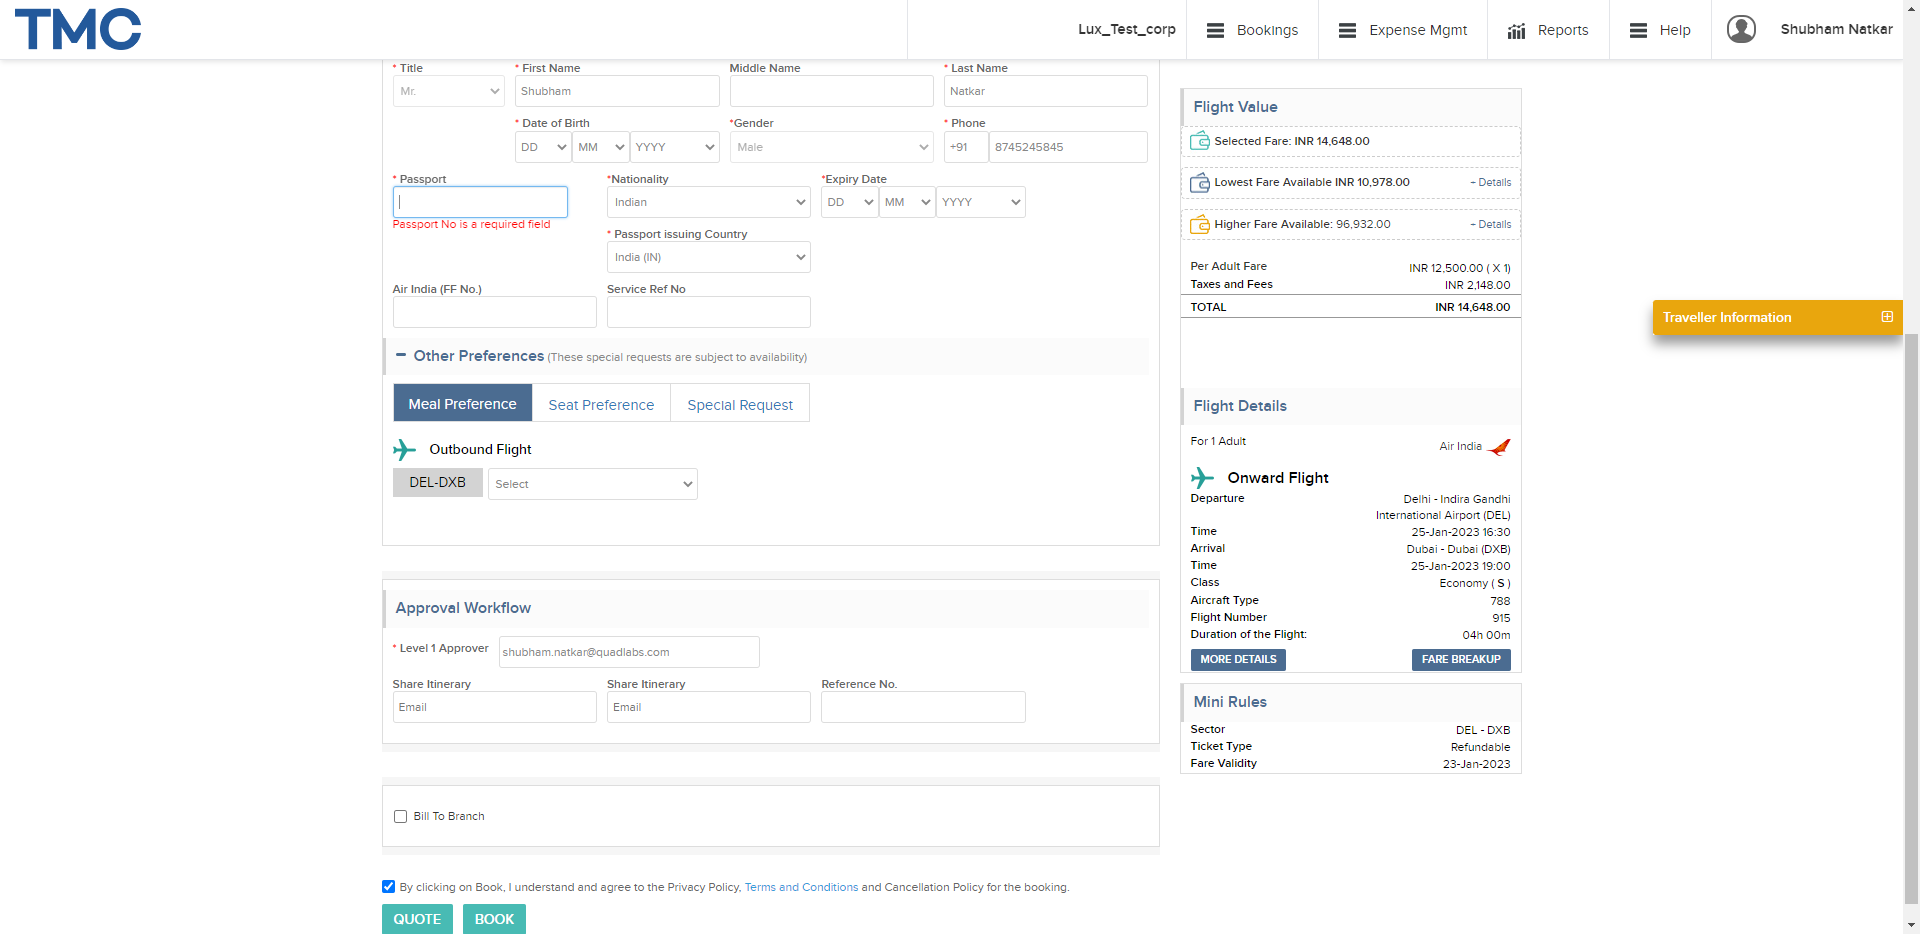 TMC
Lux_Test_corp
Bookings
Expense Mgmt
Reports
Help
Shubham Natkar
* Title
* First Name
Middle Name
* Last Name
Mr.
Shubham
Natkar
* Date of Birth
*Gender
* Phone
DD
MM
YYYY
Male
+91
8745245845
* Passport
*Nationality
*Expiry Date
Indian
DD
MM
YYYY
Passport No is a required field
* Passport issuing Country
India (IN)
Air India (FF No.)
Service Ref No
Other Preferences (These special requests are subject to availability)
Meal Preference
Seat Preference
Special Request
Outbound Flight
DEL-DXB
Select
Approval Workflow
* Level 1 Approver
shubham.natkar@quadlabs.com
Share Itinerary
Share Itinerary
Reference No.
Email
Email
Bill To Branch
By clicking on Book, I understand and agree to the Privacy Policy, Terms and Conditions and Cancellation Policy for the booking.
QUOTE
BOOK
Flight Value
Selected Fare: INR 14,648.00
Lowest Fare Available INR 10,978.00
- Details
Higher Fare Available: 96,932.00
- Details
Per Adult Fare
INR 12,500.00 ( X 1)
Taxes and Fees
INR 2,148.00
TOTAL
INR 14,648.00
Traveller Information
Flight Details
For 1 Adult
Air India
Onward Flight
Departure
Delhi - Indira Gandhi
International Airport (DEL)
Time
25-Jan-2023 16:30
Arrival
Dubai - Dubai (DXB)
Time
25-Jan-2023 19:00
Class
Economy ( S )
Aircraft Type
788
Flight Number
915
Duration of the Flight:
04h 00m
MORE DETAILS
FARE BREAKUP
Mini Rules
Sector
DEL - DXB
Ticket Type
Refundable
Fare Validity
23-Jan-2023